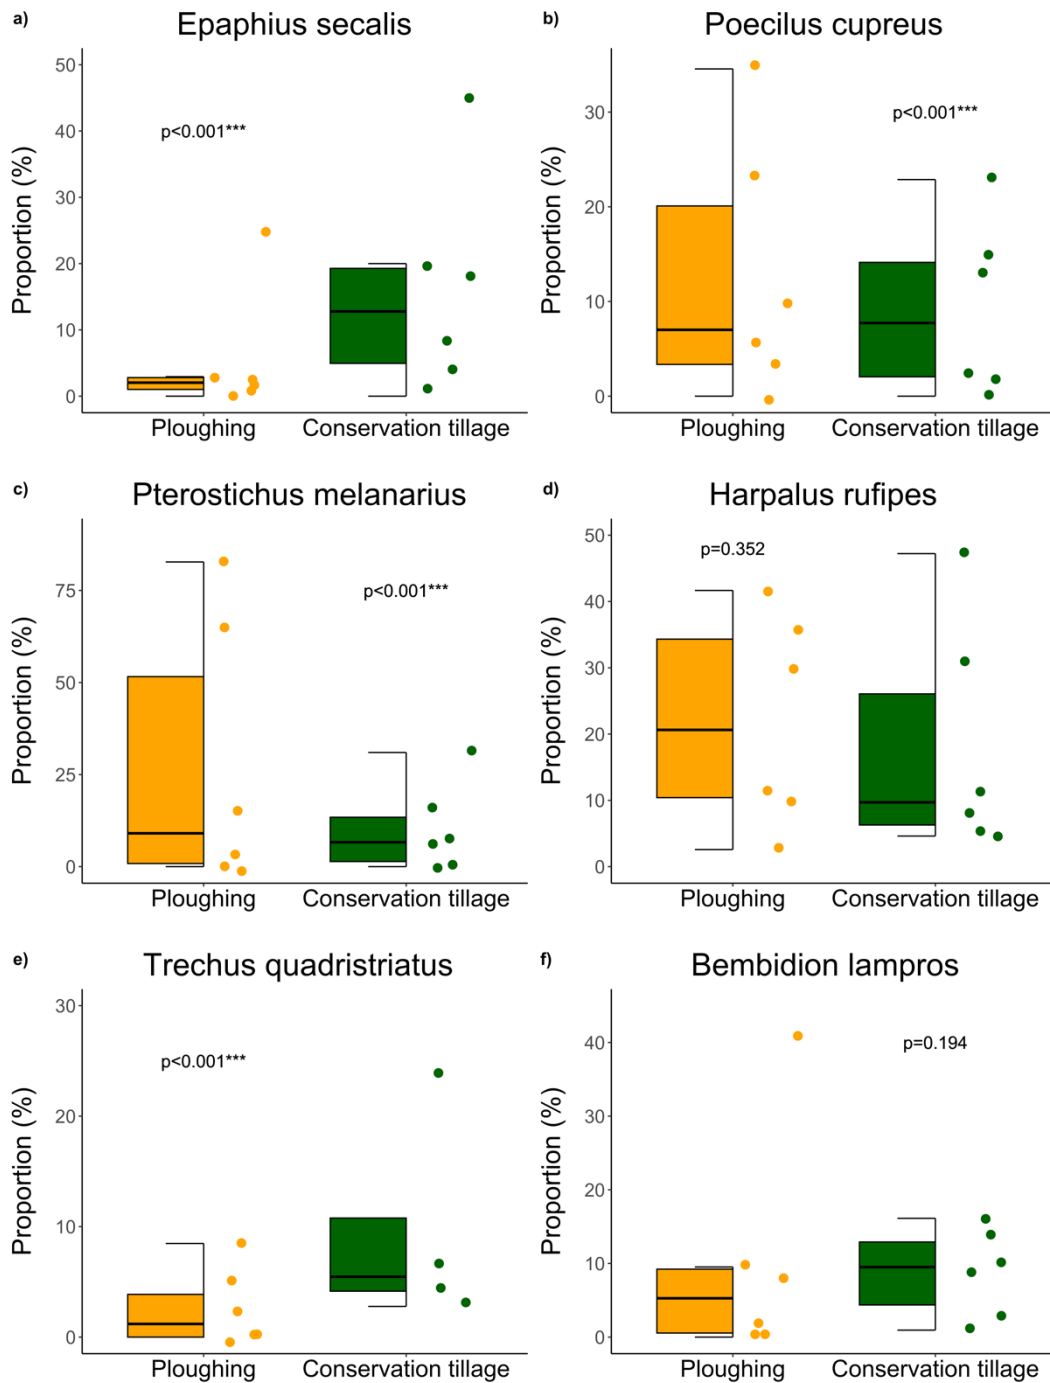 a)
Epaphius secalis
Proportion (%)
50
40
30
20
10
0
p<0.001***
Ploughing
Conservation tillage
b)
Poecilus cupreus
Proportion (%)
30
20
10
0
p<0.001***
Ploughing
Conservation tillage
c)
Pterostichus melanarius
Proportion (%)
75
50
25
0
p<0.001***
Ploughing
Conservation tillage
d)
Harpalus rufipes
Proportion (%)
50
40
30
20
10
0
p=0.352
Ploughing
Conservation tillage
e)
Trechus quadristriatus
Proportion (%)
30
20
10
0
p<0.001***
Ploughing
Conservation tillage
f)
Bembidion lampros
Proportion (%)
40
30
20
10
0
p=0.194
Ploughing
Conservation tillage